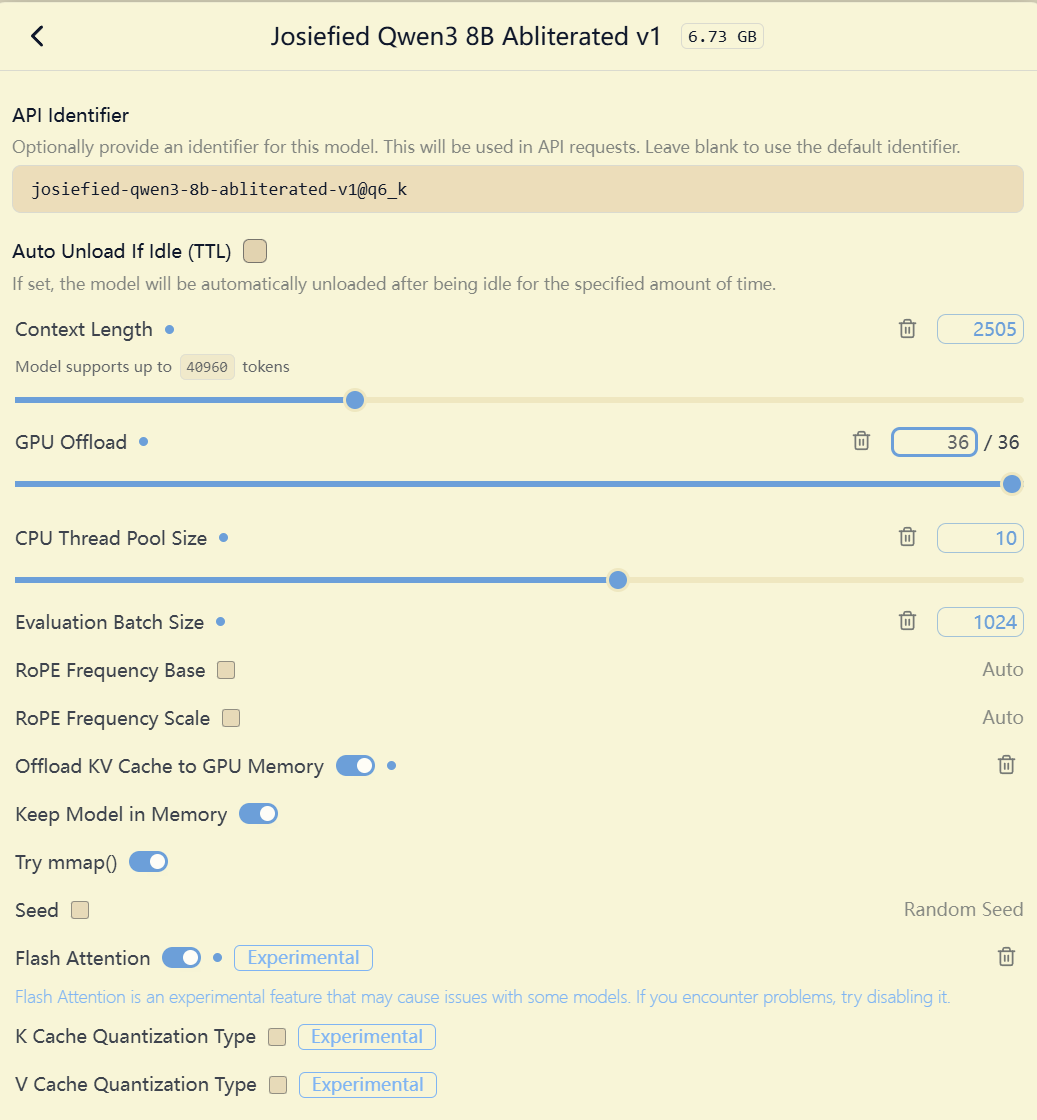 Josiefied Qwen3 8B Abliterated v1 6.73 GB
API Identifier
Optionally provide an identifier for this model. This will be used in API requests. Leave blank to use the default identifier.
josiefied-qwen3-8b-abliterated-v1@q6_k
Auto Unload If Idle (TTL)
If set, the model will be automatically unloaded after being idle for the specified amount of time.
Context Length 2505
Model supports up to 40960 tokens
GPU Offload 36 / 36
CPU Thread Pool Size 10
Evaluation Batch Size 1024
RoPE Frequency Base Auto
RoPE Frequency Scale Auto
Offload KV Cache to GPU Memory
Keep Model in Memory
Try mmap()
Seed Random Seed
Flash Attention Experimental
Flash Attention is an experimental feature that may cause issues with some models. If you encounter problems, try disabling it.
K Cache Quantization Type Experimental
V Cache Quantization Type Experimental